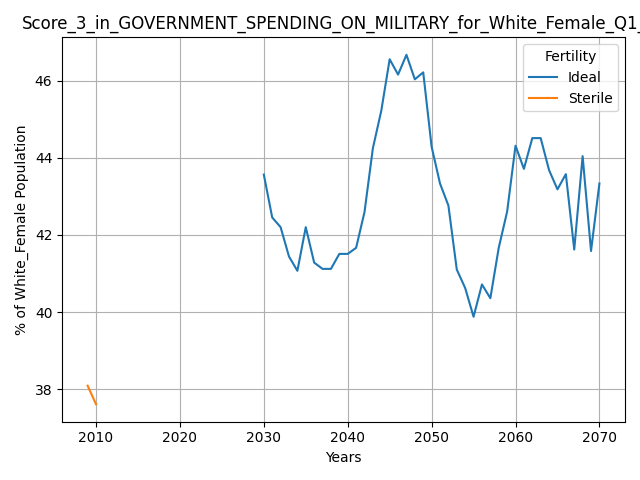 Score_3_in_GOVERNMENT_SPENDING_ON_MILITARY_for_White_Female_Q1_
Fertility
Ideal
Sterile
% of White_Female Population
46
44
42
40
38
2010 2020 2030 2040 2050 2060 2070
Years